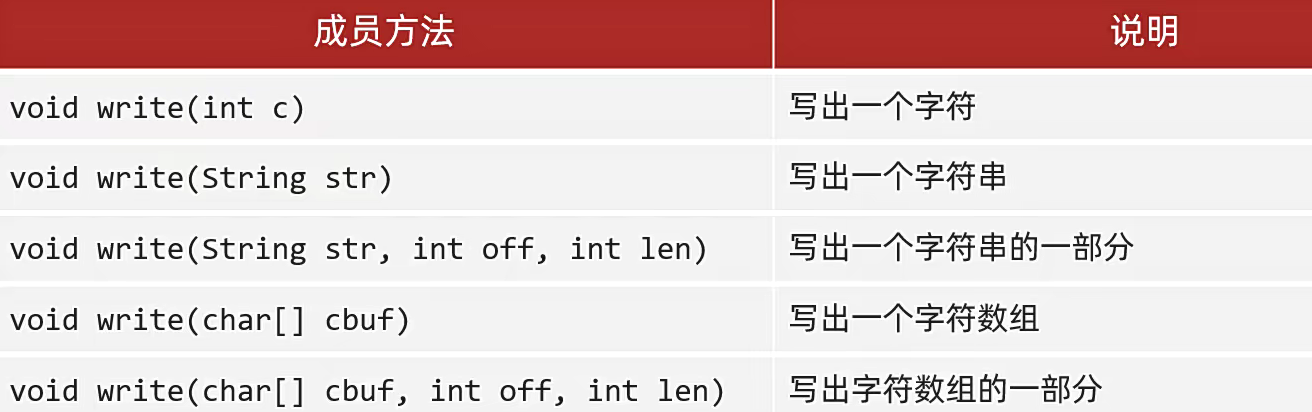 成员方法 说明
void write(int c) 写出一个字符
void write(String str) 写出一个字符串
void write(String str, int off, int len) 写出一个字符串的一部分
void write(char[] cbuf) 写出一个字符数组
void write(char[] cbuf, int off, int len) 写出字符数组的一部分